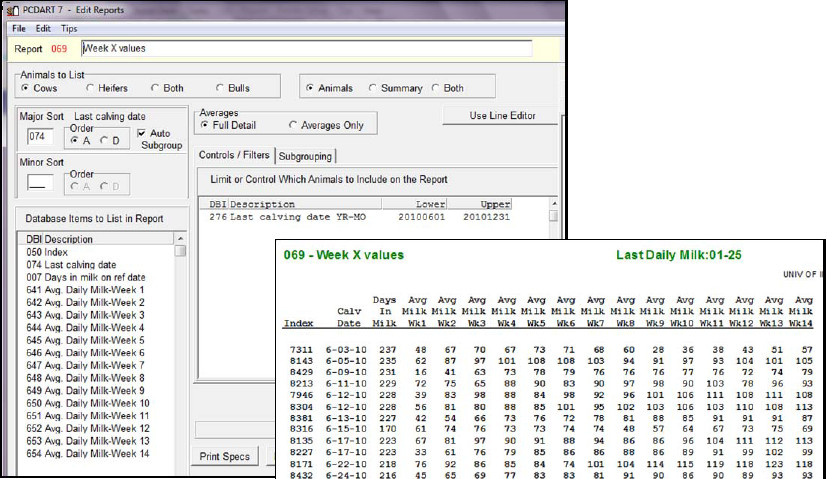 PCDART 7 - Edit Reports
File Edit Tips
Report 069 Week X values
Animals to List
Cows Heifers Both Bulls
Animals Summary Both
Major Sort Last calving date
074 Order A D Auto Subgroup
Minor Sort
Order A D
Averages
Full Detail Averages Only
Use Line Editor
Controls / Filters Subgrouping
Limit or Control Which Animals to Include on the Report
DBI Description Lower Upper
276 Last calving date YR-MO 20100601 20101231
Database Items to List in Report
DBI Description
050 Index
074 Last calving date
007 Days in milk on ref date
641 Avg. Daily Milk-Week 1
642 Avg. Daily Milk-Week 2
643 Avg. Daily Milk-Week 3
644 Avg. Daily Milk-Week 4
645 Avg. Daily Milk-Week 5
646 Avg. Daily Milk-Week 6
647 Avg. Daily Milk-Week 7
648 Avg. Daily Milk-Week 8
649 Avg. Daily Milk-Week 9
650 Avg. Daily Milk-Week 10
651 Avg. Daily Milk-Week 11
652 Avg. Daily Milk-Week 12
653 Avg. Daily Milk-Week 13
654 Avg. Daily Milk-Week 14
Print Specs
069 - Week X values Last Daily Milk:01-25
UNIV OF I
Days Avg Avg Avg Avg Avg Avg Avg Avg Avg Avg Avg Avg Avg Avg
Calv In Milk Milk Milk Milk Milk Milk Milk Milk Milk Milk Milk Milk Milk Milk
Index Date Milk Wk1 Wk2 Wk3 Wk4 Wk5 Wk6 Wk7 Wk8 Wk9 Wk10 Wk11 Wk12 Wk13 Wk14
7311 6-03-10 237 48 67 70 67 73 71 68 60 28 36 38 43 51 57
8143 6-05-10 235 62 87 97 101 108 108 103 94 91 97 93 104 101 105
8429 6-09-10 231 16 41 63 73 78 79 76 76 76 77 76 72 74 79
8213 6-11-10 229 72 75 65 88 90 83 90 97 98 90 103 78 96 93
7946 6-12-10 228 39 83 98 88 84 98 92 96 101 106 111 108 111 108
8304 6-12-10 228 56 81 80 88 85 101 95 102 103 106 103 110 108 113
8381 6-13-10 227 42 54 66 73 76 72 78 81 88 85 91 91 91 87
8316 6-15-10 170 61 74 76 73 73 74 74 48 57 64 67 73 75 69
8135 6-17-10 223 67 81 97 90 91 88 94 86 86 96 104 111 112 113
8227 6-17-10 223 33 61 76 79 85 86 86 88 86 89 91 99 102 99
8171 6-22-10 218 76 92 86 85 84 74 101 104 114 115 119 118 123 118
8432 6-24-10 216 45 65 69 77 83 83 81 91 90 86 90 89 93 93